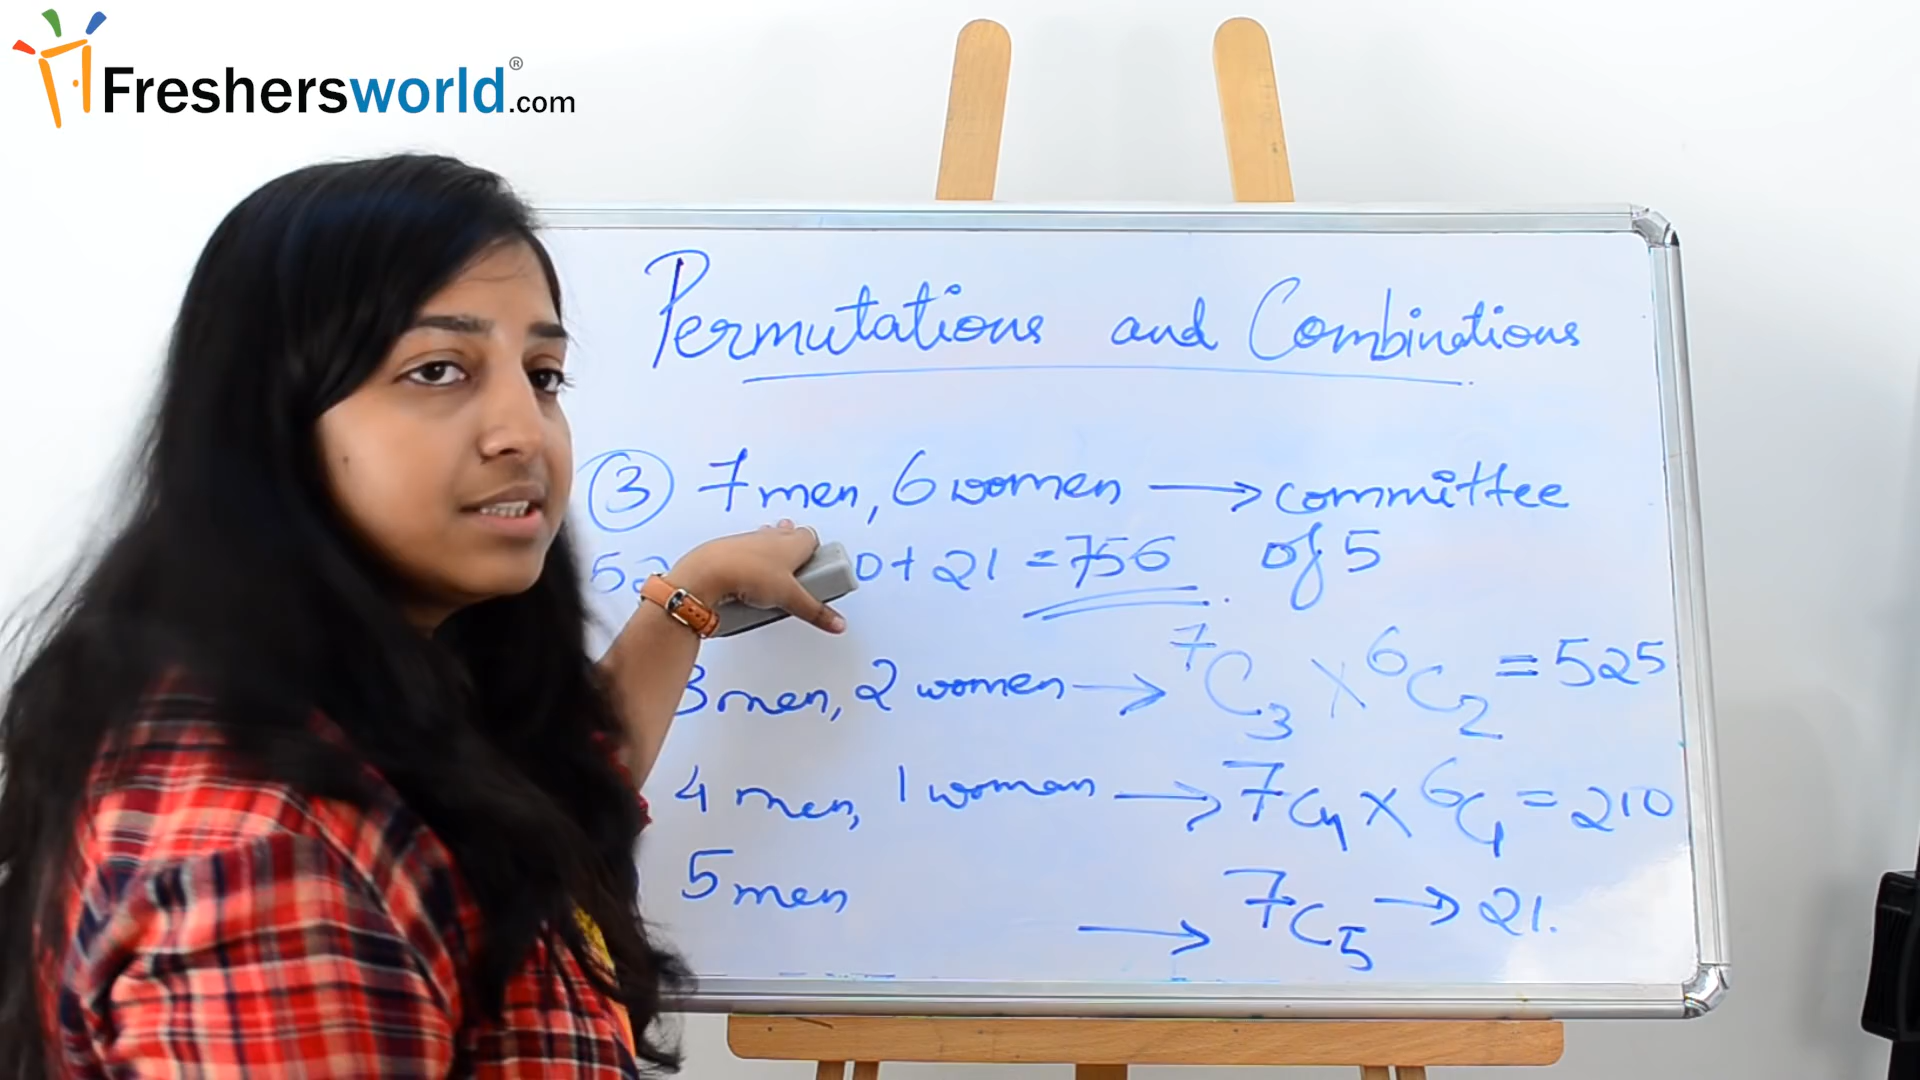 Freshersworld.com®
Permutations and Combinations
③ 7 men, 6 women → committee
0 + 21 = 756 of 5
3 men, 2 women → ⁷C₃ × ⁶C₂ = 525
4 men, 1 woman → ⁷C₄ × ⁶C₁ = 210
5 men → ⁷C₅ → 21.